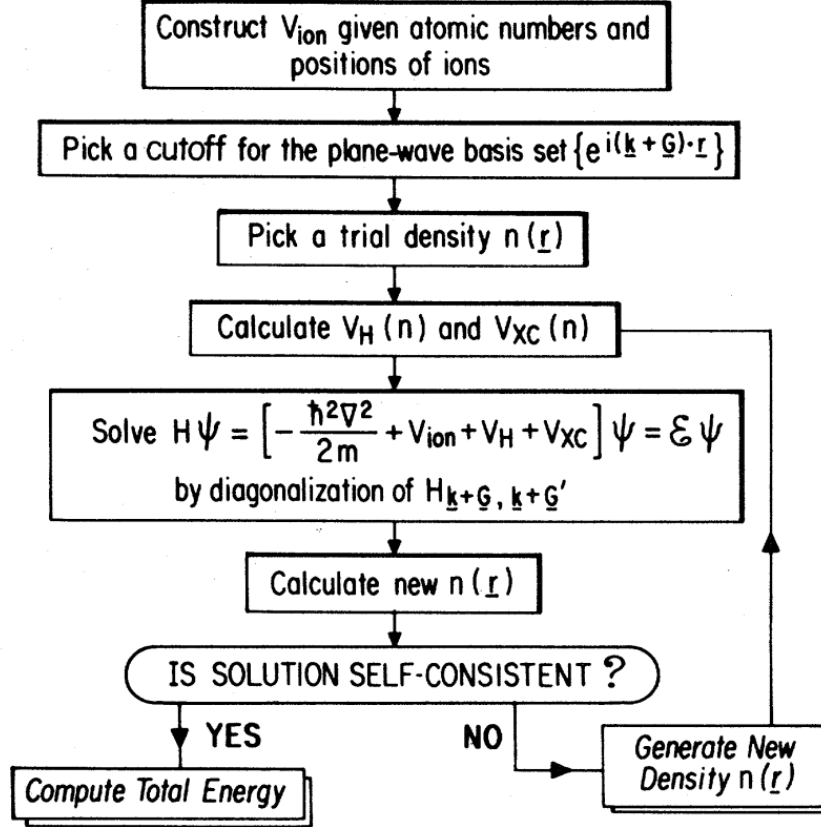 Construct V_ion given atomic numbers and
positions of ions
Pick a cutoff for the plane-wave basis set {e^i(k + G)·r}
Pick a trial density n(r)
Calculate V_H(n) and V_XC(n)
Solve Hψ = [-ħ²∇²/2m + V_ion + V_H + V_XC] ψ = ℰψ
by diagonalization of H_k+G, k+G′
Calculate new n(r)
IS SOLUTION SELF-CONSISTENT ?
YES
NO
Generate New
Density n(r)
Compute Total Energy